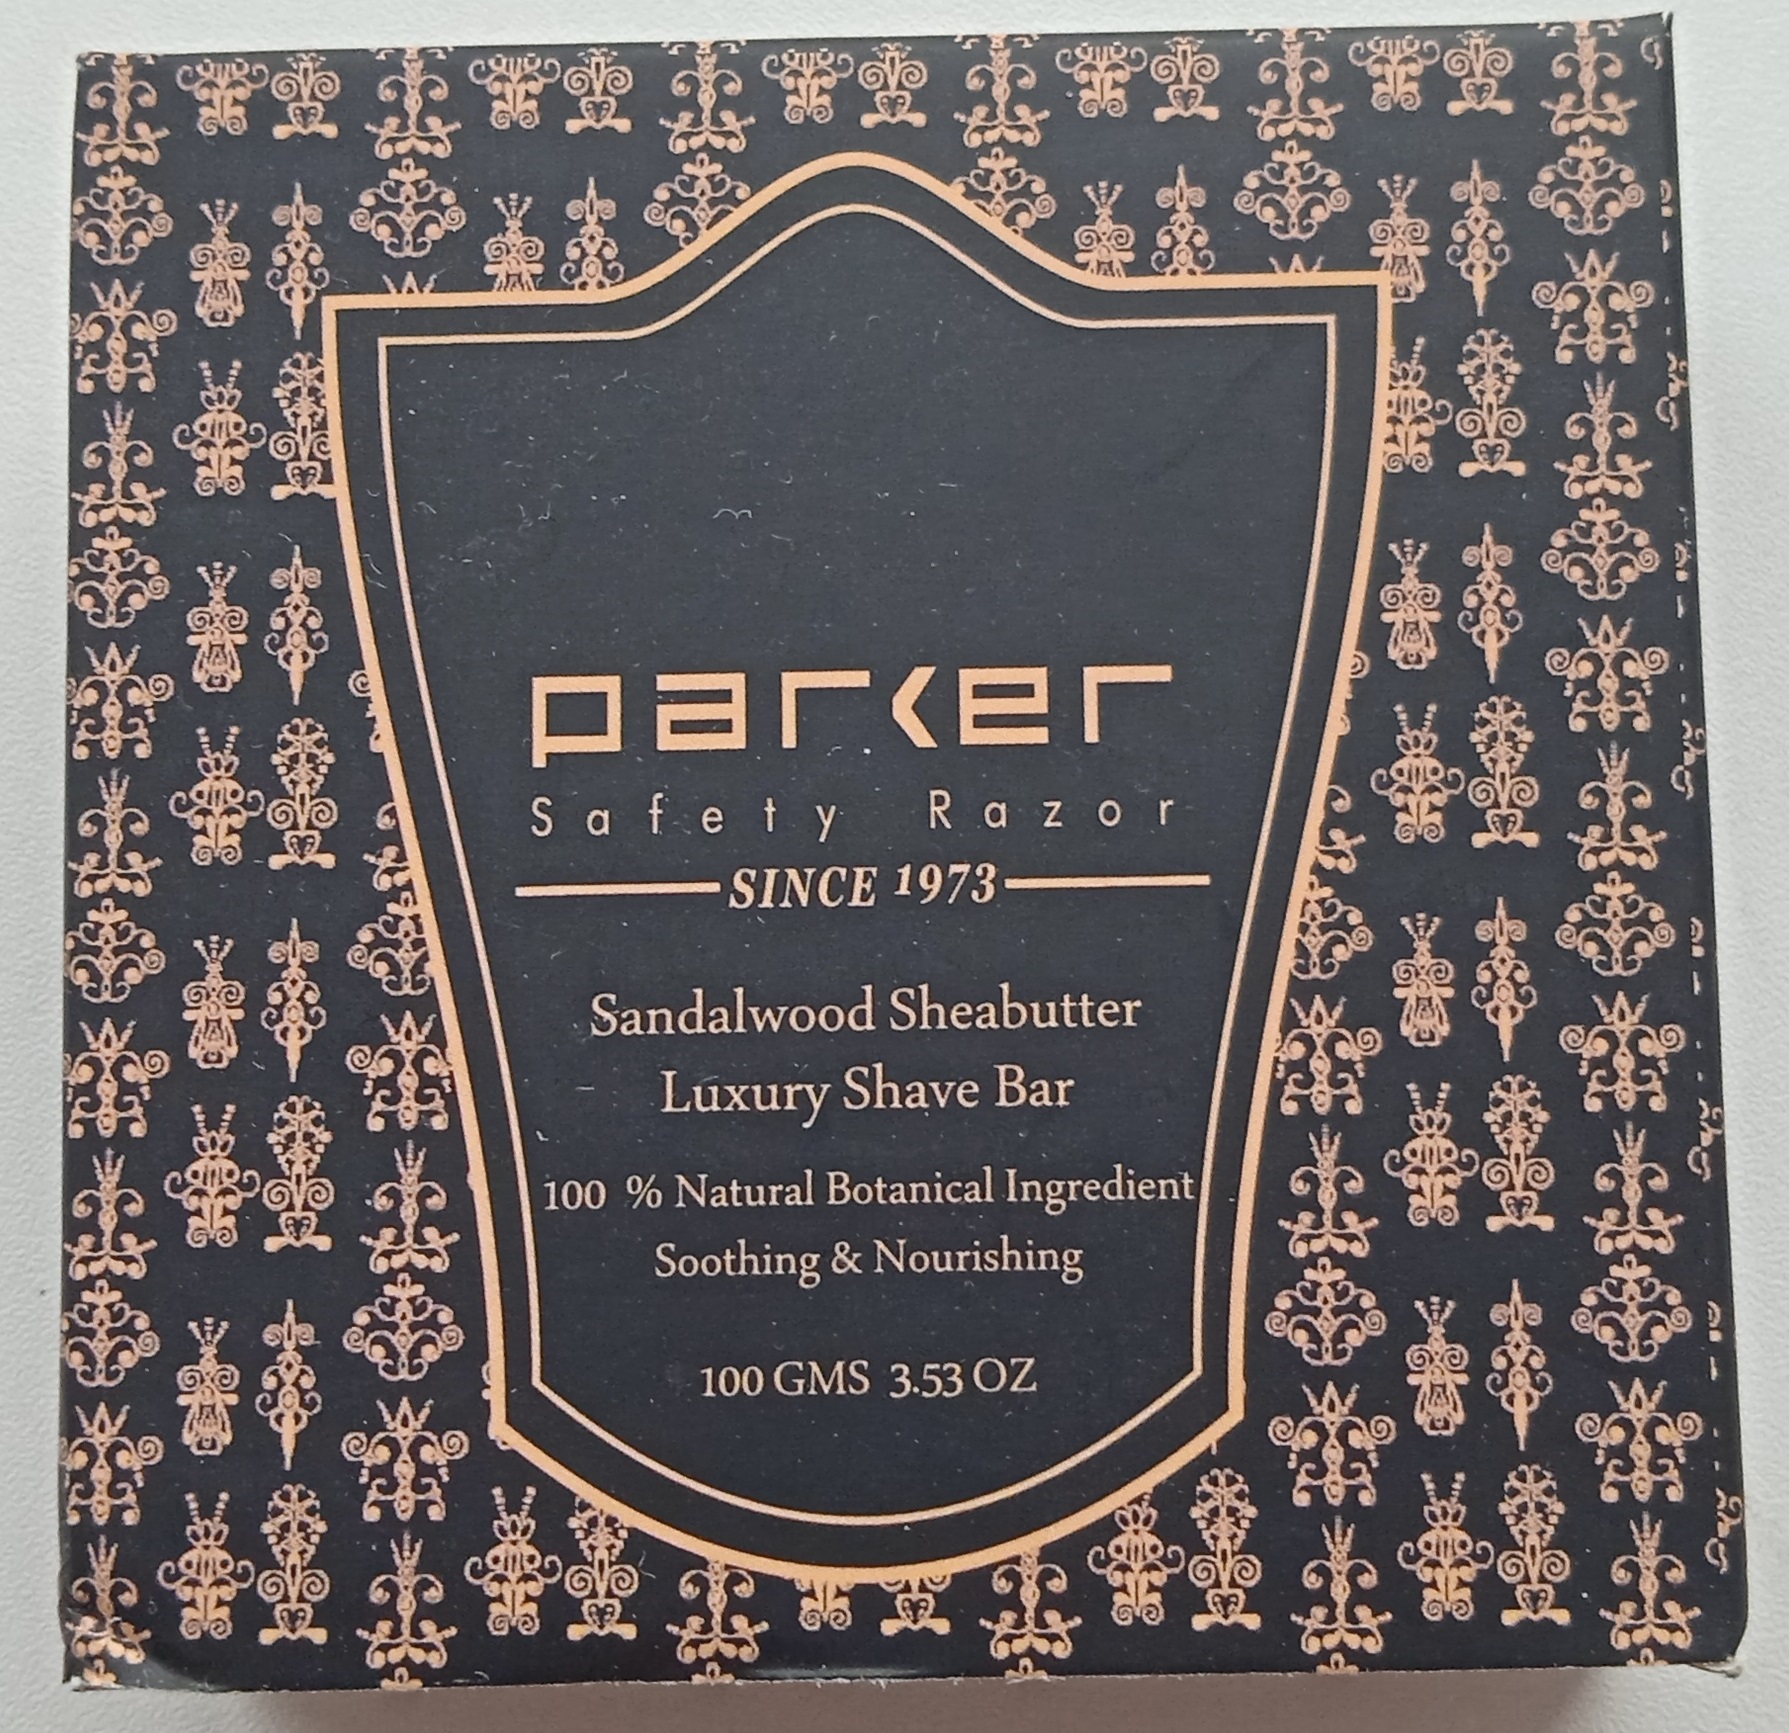 parker
Safety Razor
SINCE 1973
Sandalwood Sheabutter
Luxury Shave Bar
100 % Natural Botanical Ingredient
Soothing & Nourishing
100 GMS 3.53 OZ